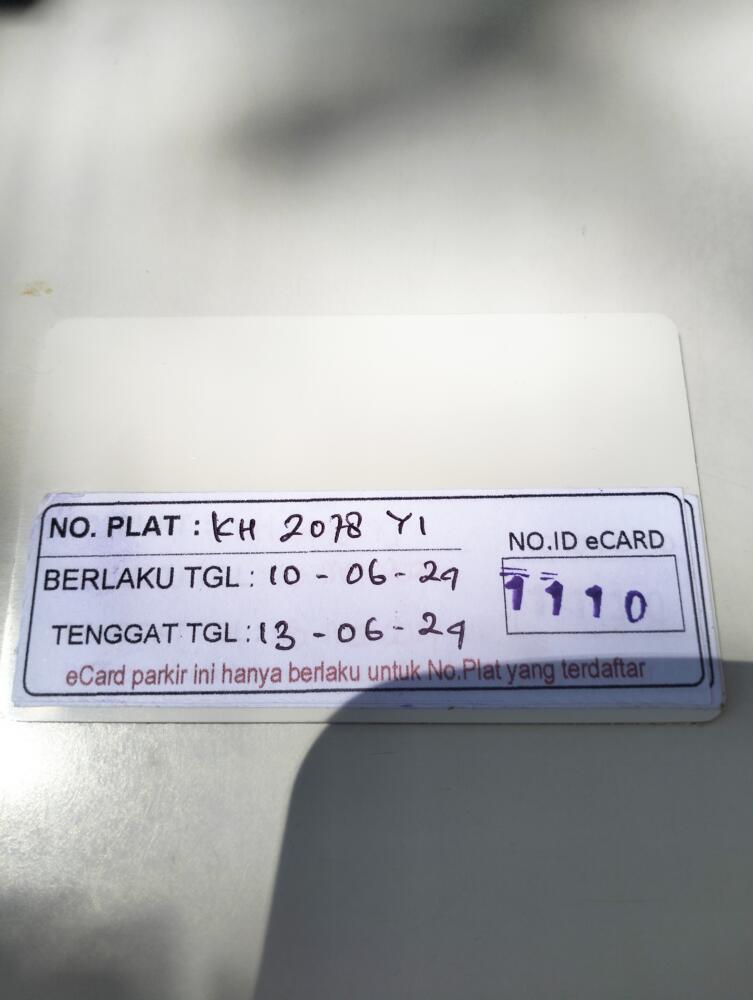 NO. PLAT : KH 2078 YI
NO.ID eCARD
BERLAKU TGL : 10 - 06 - 24
1110
TENGGAT TGL : 13 - 06 - 24
eCard parkir ini hanya berlaku untuk No.Plat yang terdaftar